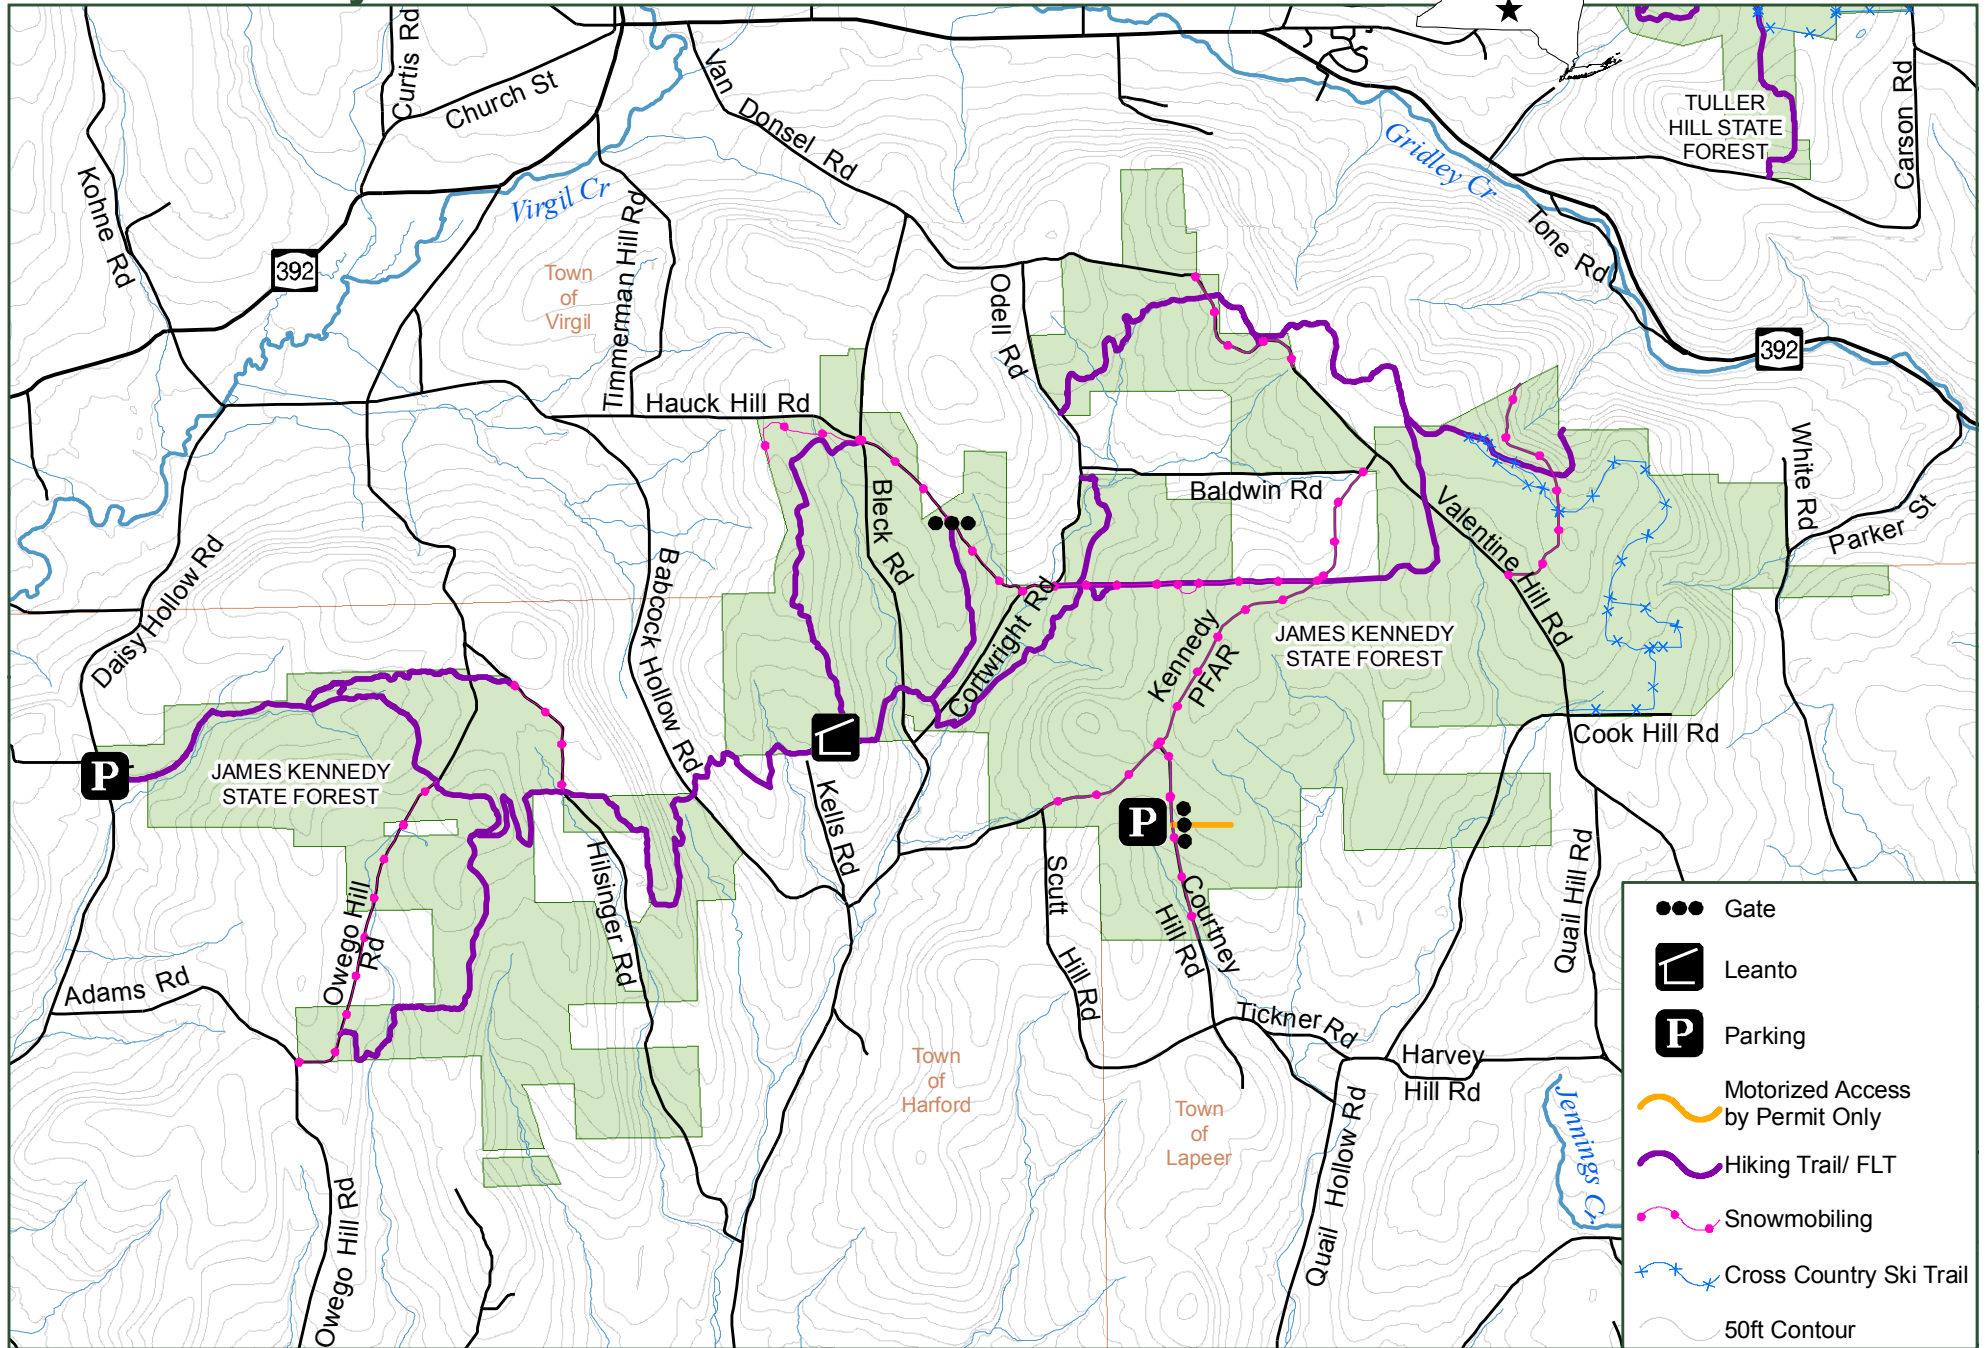 Curtis Rd
Church St
Van Donsel Rd
Kohne Rd
392
Virgil Cr
Timmerman Hill Rd
Town
of
Virgil
Gridley Cr
TULLER
HILL STATE
FOREST
Carson Rd
Tone Rd
392
Odell Rd
Hauck Hill Rd
Baldwin Rd
Bleck Rd
Valentine Hill Rd
White Rd
Parker St
Daisy Hollow Rd
Babcock Hollow Rd
Cortwright Rd
Kennedy
PFAR
JAMES KENNEDY
STATE FOREST
Cook Hill Rd
P
JAMES KENNEDY
STATE FOREST
Kells Rd
P
Scutt
Hill Rd
Courtney
Hill Rd
Hilsinger Rd
Owego Hill
Rd
Adams Rd
Quail Hill Rd
Tickner Rd
Harvey
Hill Rd
Town
of
Harford
Town
of
Lapeer
Quail Hollow Rd
Jennings Cr
Owego Hill Rd
Gate
Leanto
P
Parking
Motorized Access
by Permit Only
Hiking Trail/ FLT
Snowmobiling
Cross Country Ski Trail
50ft Contour